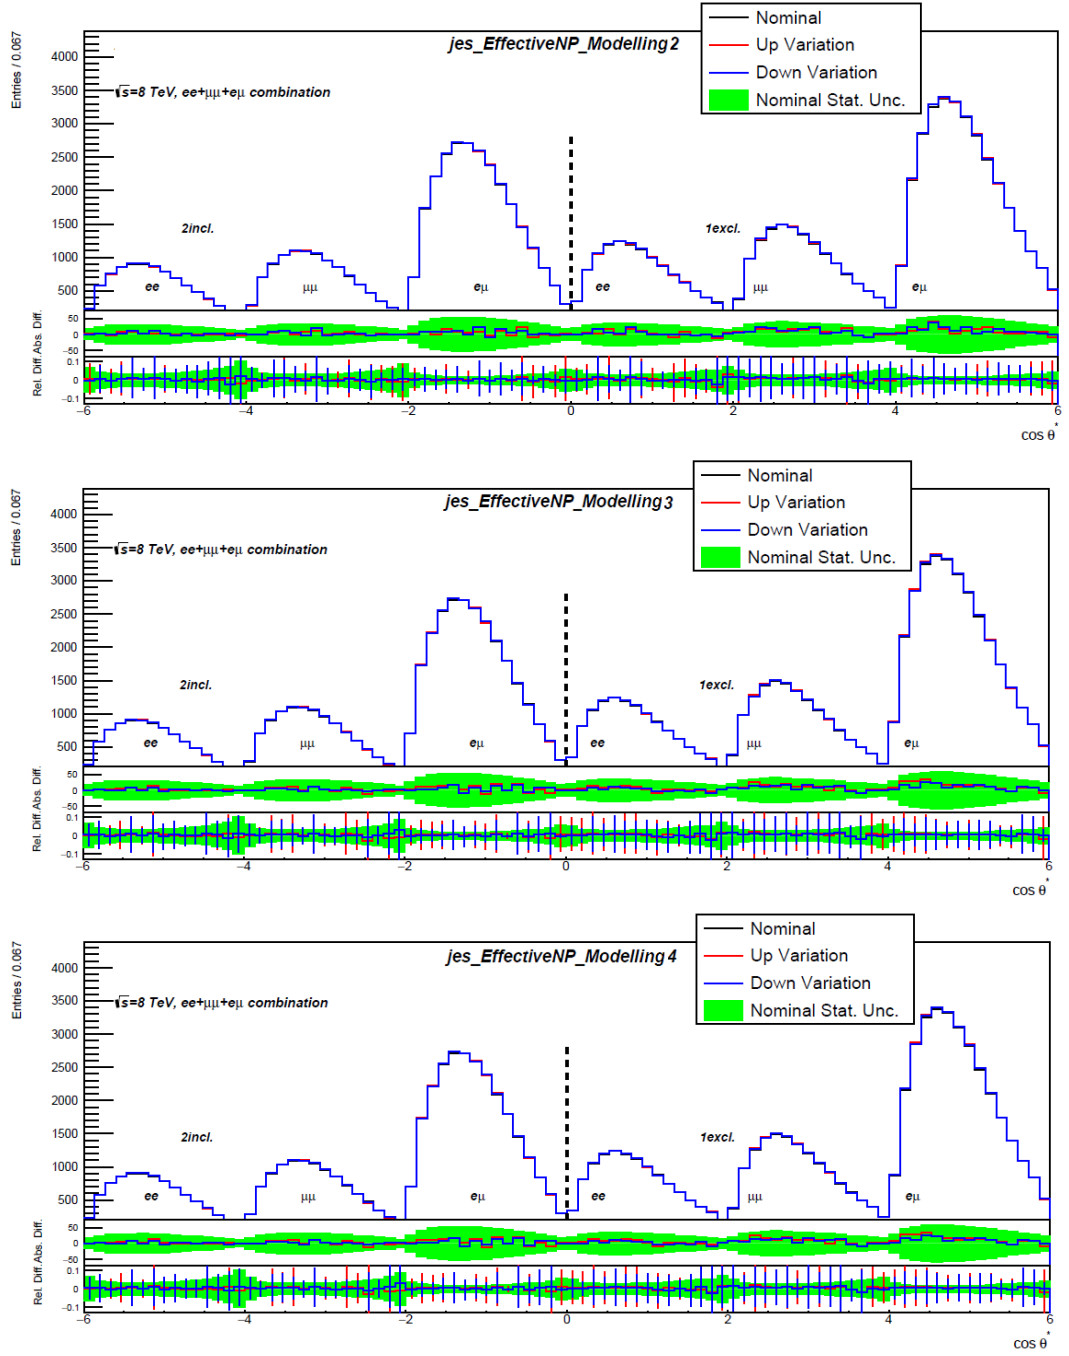 jes_EffectiveNP_Modelling 2
Nominal
Up Variation
Down Variation
Nominal Stat. Unc.
Entries / 0.067
√s=8 TeV, ee+μμ+eμ combination
4000
3500
3000
2500
2000
1500
1000
500
2incl.
1excl.
ee
μμ
eμ
ee
μμ
eμ
Abs. Diff.
50
0
−50
Rel. Diff.
0.1
0
−0.1
−6
−4
−2
0
2
4
6
cos θ*
jes_EffectiveNP_Modelling 3
Nominal
Up Variation
Down Variation
Nominal Stat. Unc.
Entries / 0.067
√s=8 TeV, ee+μμ+eμ combination
4000
3500
3000
2500
2000
1500
1000
500
2incl.
1excl.
ee
μμ
eμ
ee
μμ
eμ
Abs. Diff.
50
0
−50
Rel. Diff.
0.1
0
−0.1
−6
−4
−2
0
2
4
6
cos θ*
jes_EffectiveNP_Modelling 4
Nominal
Up Variation
Down Variation
Nominal Stat. Unc.
Entries / 0.067
√s=8 TeV, ee+μμ+eμ combination
4000
3500
3000
2500
2000
1500
1000
500
2incl.
1excl.
ee
μμ
eμ
ee
μμ
eμ
Abs. Diff.
50
0
−50
Rel. Diff.
0.1
0
−0.1
−6
−4
−2
0
2
4
6
cos θ*